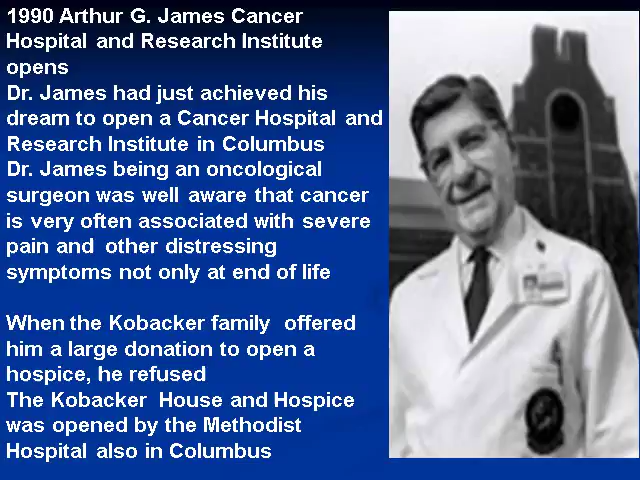 1990 Arthur G. James Cancer
Hospital and Research Institute
opens
Dr. James had just achieved his
dream to open a Cancer Hospital and
Research Institute in Columbus
Dr. James being an oncological
surgeon was well aware that cancer
is very often associated with severe
pain and other distressing
symptoms not only at end of life
When the Kobacker family offered
him a large donation to open a
hospice, he refused
The Kobacker House and Hospice
was opened by the Methodist
Hospital also in Columbus